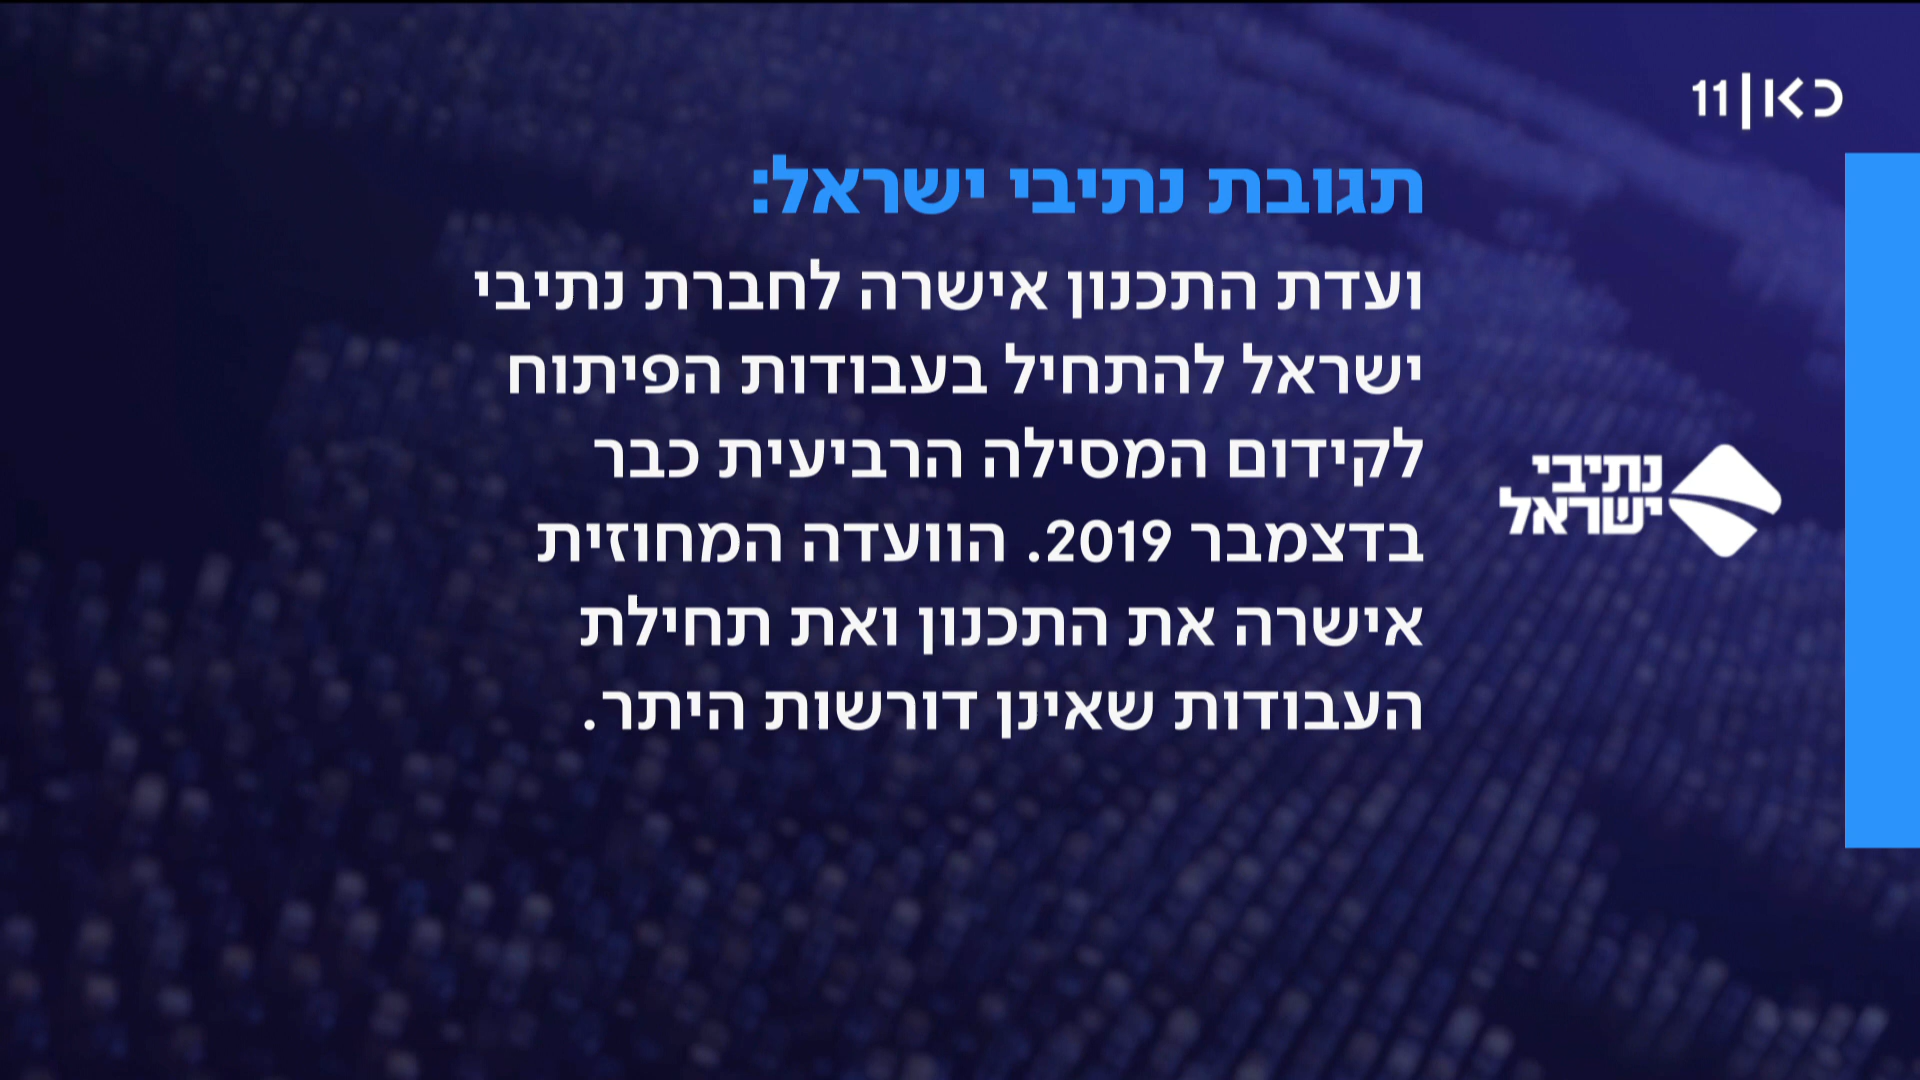 כאן 11
תגובת נתיבי ישראל:
ועדת התכנון אישרה לחברת נתיבי
ישראל להתחיל בעבודות הפיתוח
לקידום המסילה הרביעית כבר
בדצמבר 2019. הוועדה המחוזית
אישרה את התכנון ואת תחילת
העבודות שאינן דורשות היתר.
נתיבי
ישראל